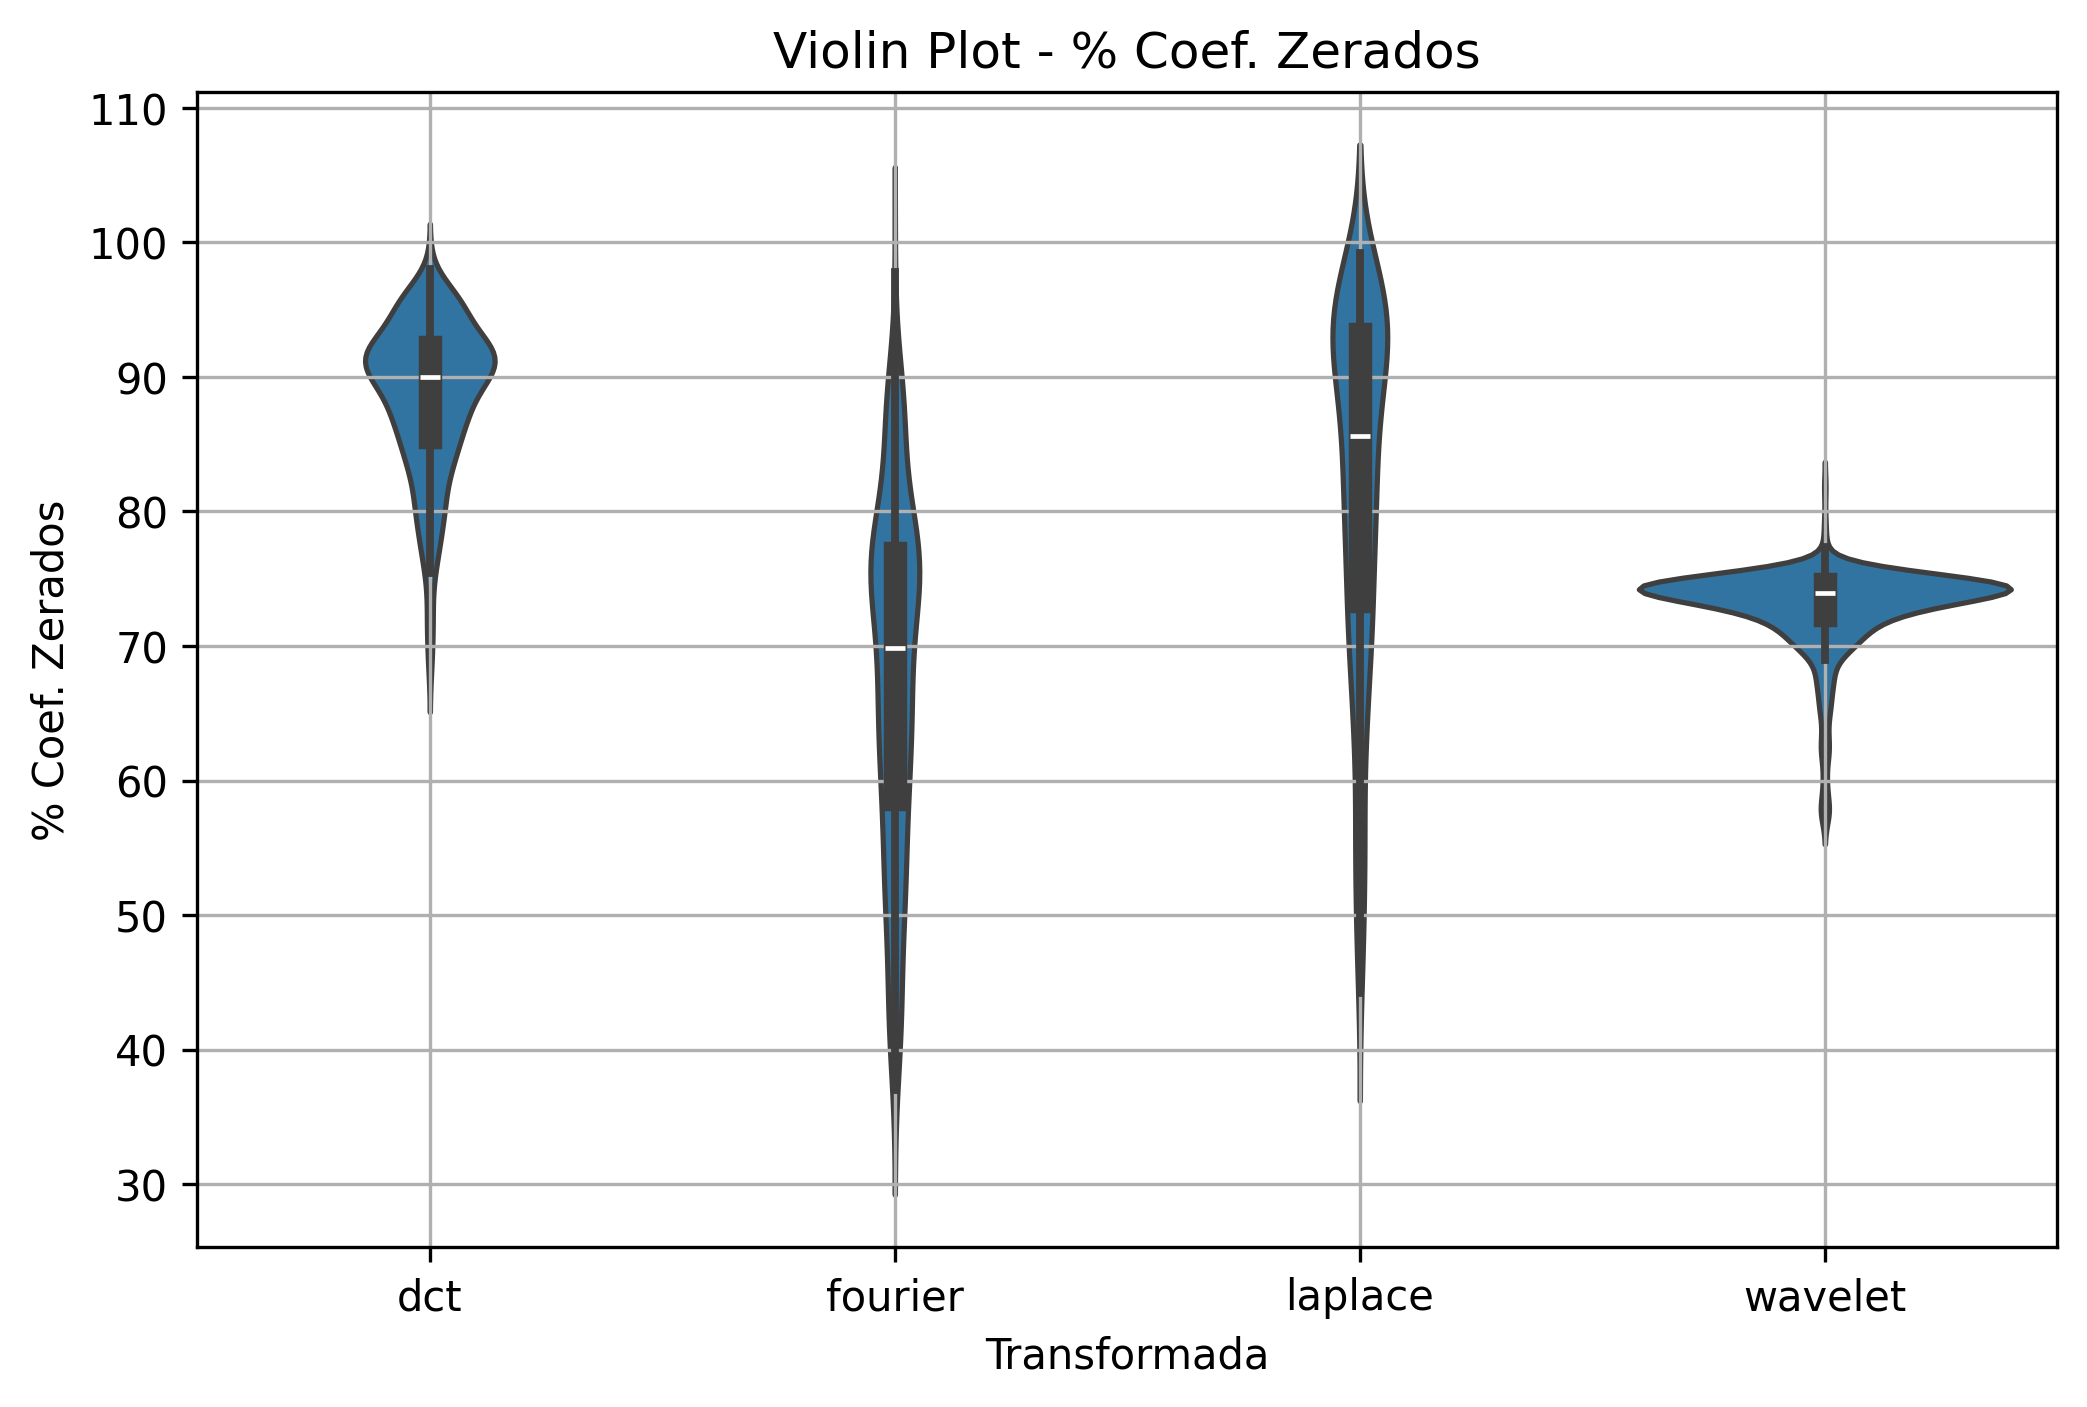 Violin Plot - % Coef. Zerados
110
100
90
80
70
60
50
40
30
% Coef. Zerados
dct
fourier
laplace
wavelet
Transformada